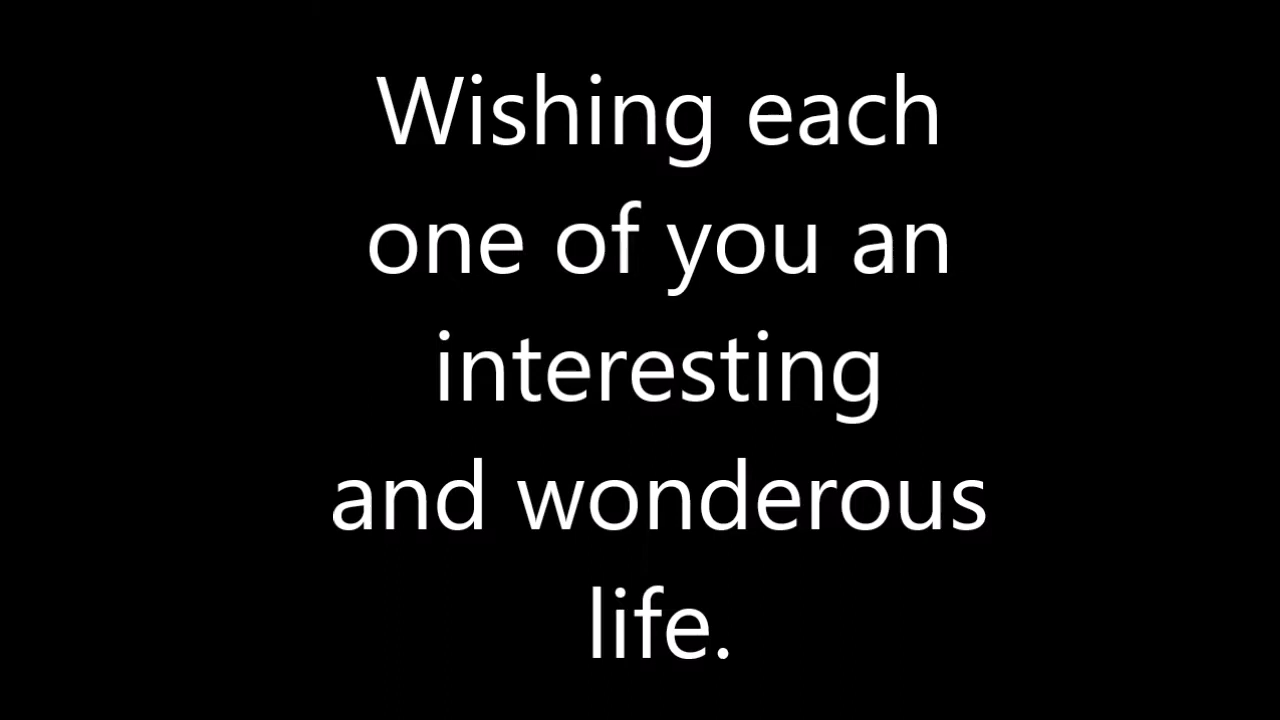 Wishing each
one of you an
interesting
and wonderous
life.